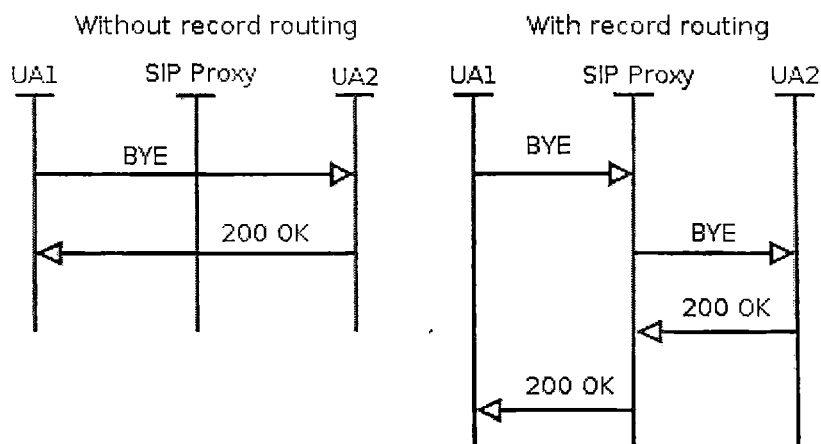 Without record routing
UA1 SIP Proxy UA2
BYE
200 OK
With record routing
UA1 SIP Proxy UA2
BYE
BYE
200 OK
200 OK